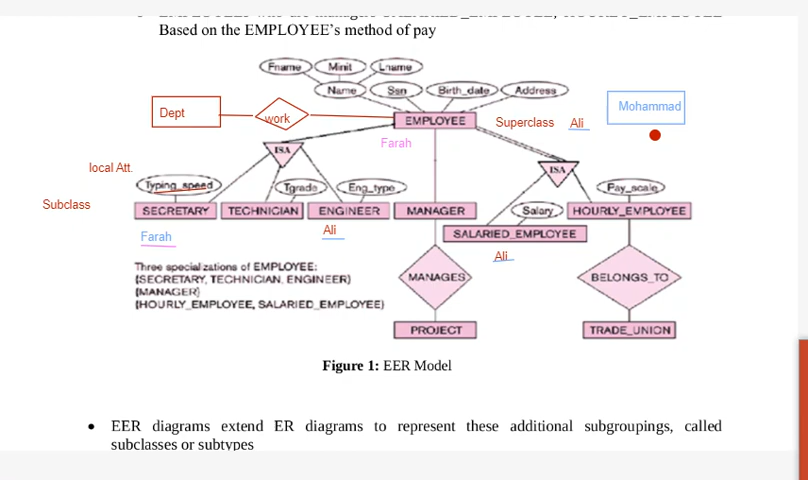 Based on the EMPLOYEE's method of pay
Fname Minit Lname
Name Ssn Birth_date Address
Dept work EMPLOYEE Superclass Ali Mohammad
Farah
ISA ISA
local Att.
Typing_speed Tgrade Eng_type Pay_scale
Subclass SECRETARY TECHNICIAN ENGINEER MANAGER Salary HOURLY_EMPLOYEE
Farah Ali SALARIED_EMPLOYEE
Ali
Three specializations of EMPLOYEE:
{SECRETARY, TECHNICIAN, ENGINEER}
{MANAGER}
{HOURLY_EMPLOYEE, SALARIED_EMPLOYEE}
MANAGES BELONGS_TO
PROJECT TRADE_UNION
Figure 1: EER Model
• EER diagrams extend ER diagrams to represent these additional subgroupings, called
subclasses or subtypes